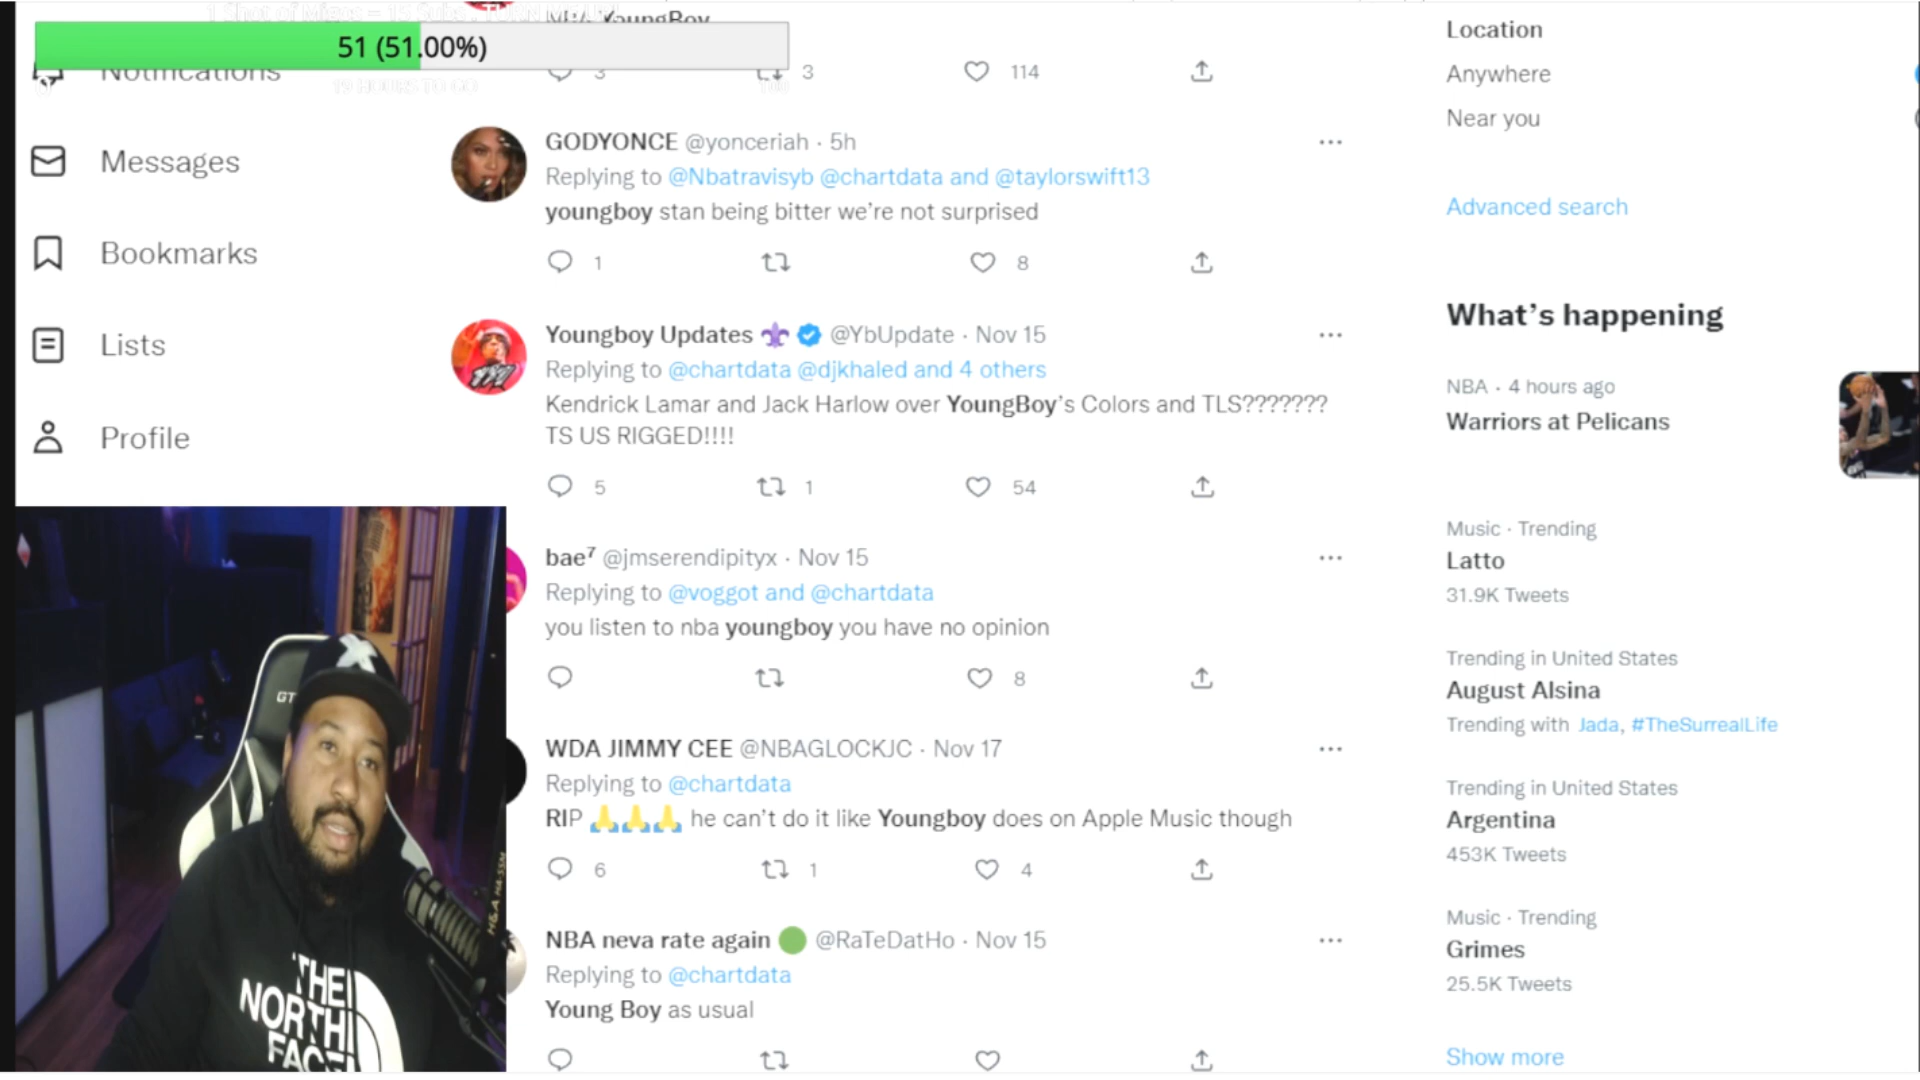 51 (51.00%)
Notifications
Messages
Bookmarks
Lists
Profile
YoungBoy
3
3
114
GODYONCE @yonceriah · 5h
Replying to @Nbatravisyb @chartdata and @taylorswift13
youngboy stan being bitter we’re not surprised
1
8
Youngboy Updates ⚜️ @YbUpdate · Nov 15
Replying to @chartdata @djkhaled and 4 others
Kendrick Lamar and Jack Harlow over YoungBoy's Colors and TLS???????
TS US RIGGED!!!!
5
1
54
bae⁷ @jmserendipityx · Nov 15
Replying to @voggot and @chartdata
you listen to nba youngboy you have no opinion
8
WDA JIMMY CEE @NBAGLOCKJC · Nov 17
Replying to @chartdata
RIP 🙏🙏🙏 he can't do it like Youngboy does on Apple Music though
6
1
4
NBA neva rate again 🟢 @RaTeDatHo · Nov 15
Replying to @chartdata
Young Boy as usual
Location
Anywhere
Near you
Advanced search
What’s happening
NBA · 4 hours ago
Warriors at Pelicans
Music · Trending
Latto
31.9K Tweets
Trending in United States
August Alsina
Trending with Jada, #TheSurrealLife
Trending in United States
Argentina
453K Tweets
Music · Trending
Grimes
25.5K Tweets
Show more
GT
THE
NORTH
FACE